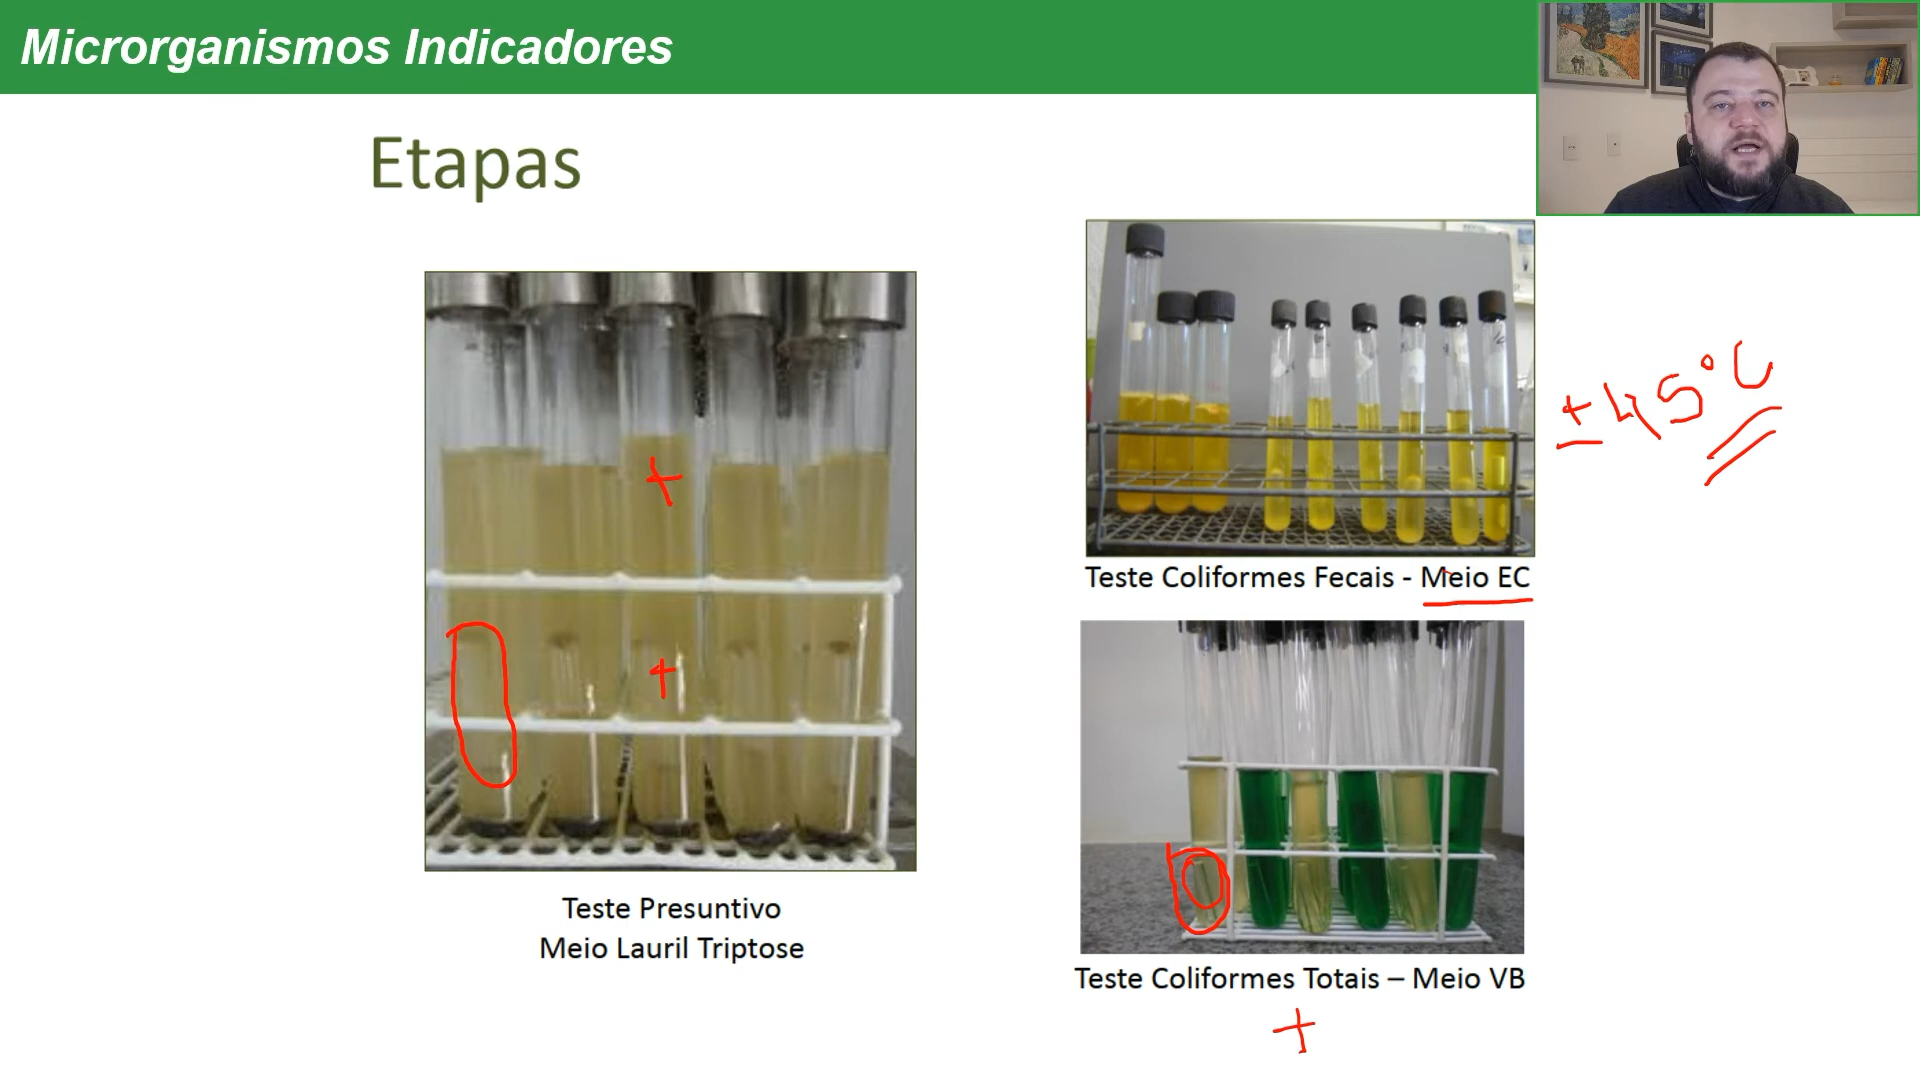 Microrganismos Indicadores
Etapas
+
+
Teste Presuntivo
Meio Lauril Triptose
Teste Coliformes Fecais - Meio EC
± 45°C
Teste Coliformes Totais – Meio VB
+